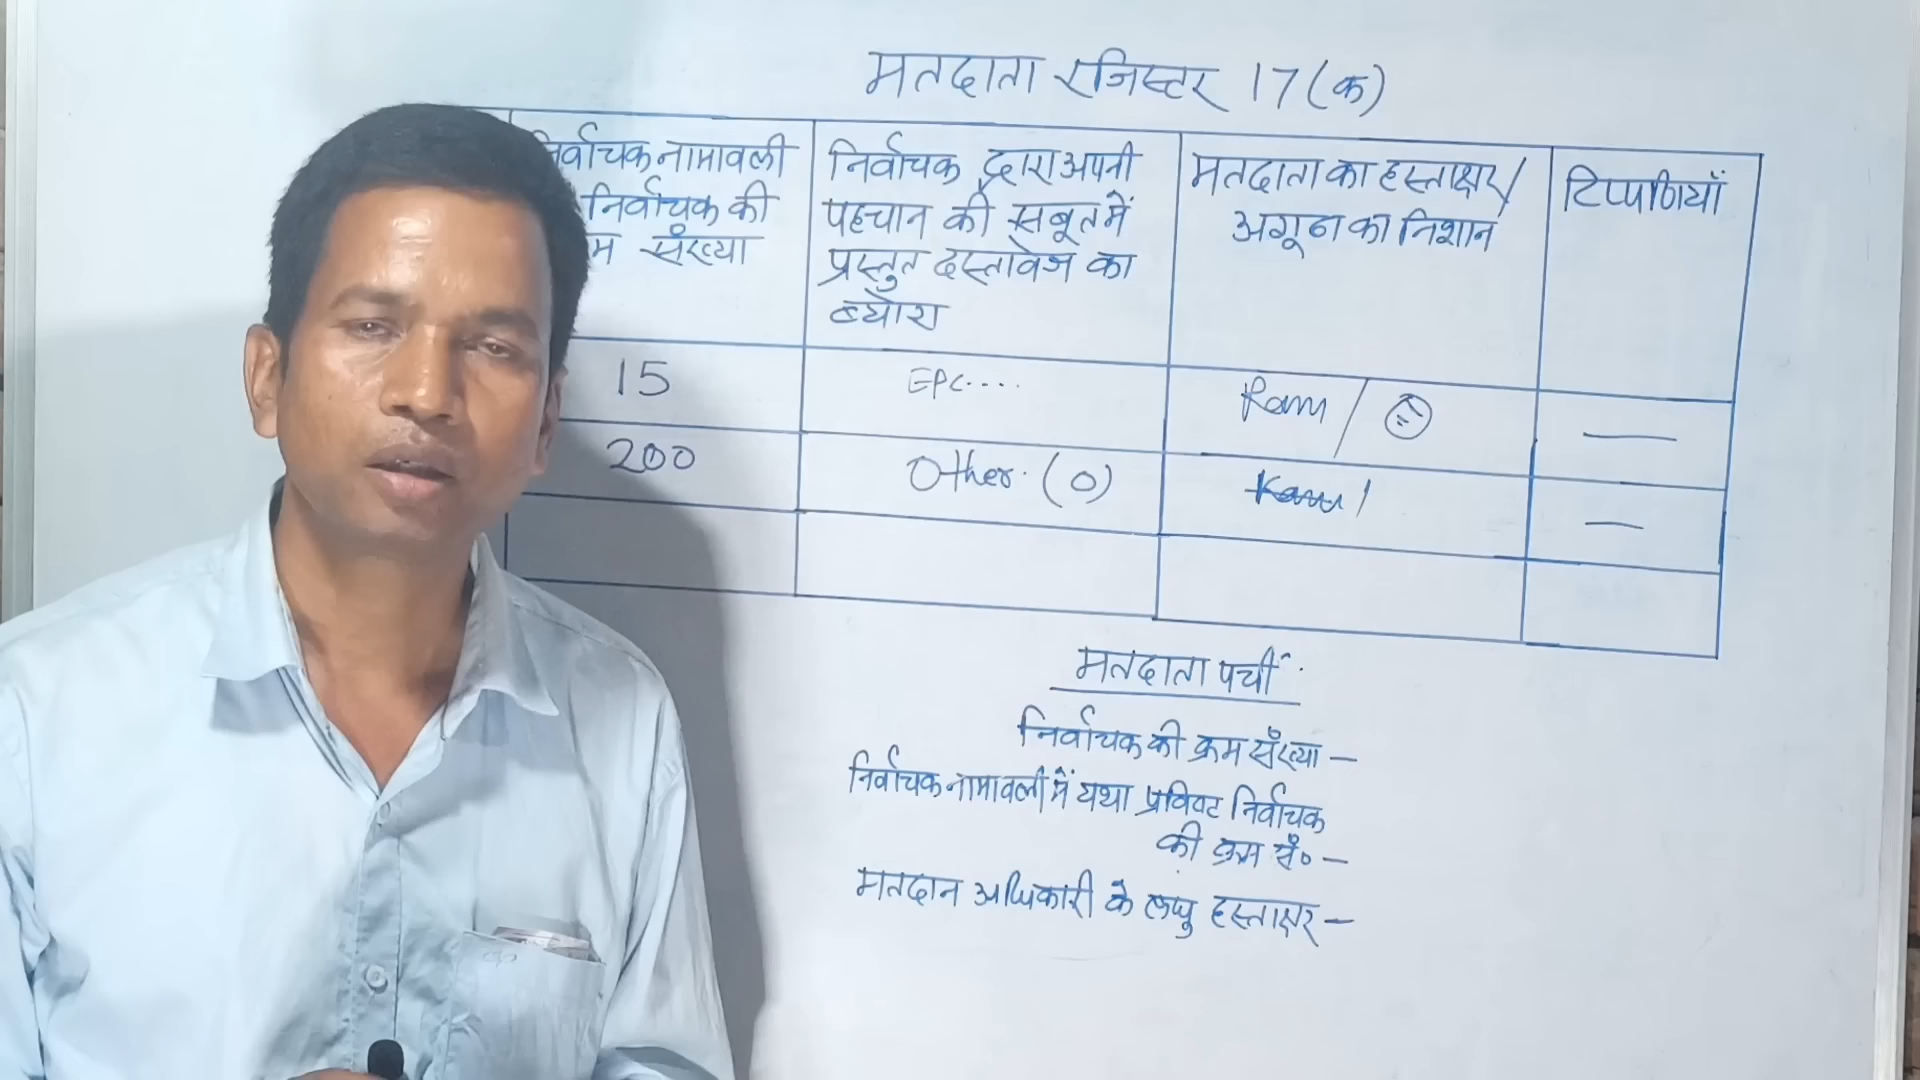 मतदाता रजिस्टर 17(क)
निर्वाचक नामावली
निर्वाचक की
संख्या
निर्वाचक द्वारा अपनी
पहचान की सबूत में
प्रस्तुत दस्तावेज का
ब्योरा
मतदाता का हस्ताक्षर/
अगूठा का निशान
टिप्पणियाँ
15
EPC....
Ram /
—
200
Other. (0)
—
मतदाता पर्ची
निर्वाचक की क्रम सँख्या —
निर्वाचक नामावली में यथा प्रविष्ट निर्वाचक
की क्रम सँ० —
मतदान अधिकारी के लघु हस्ताक्षर —